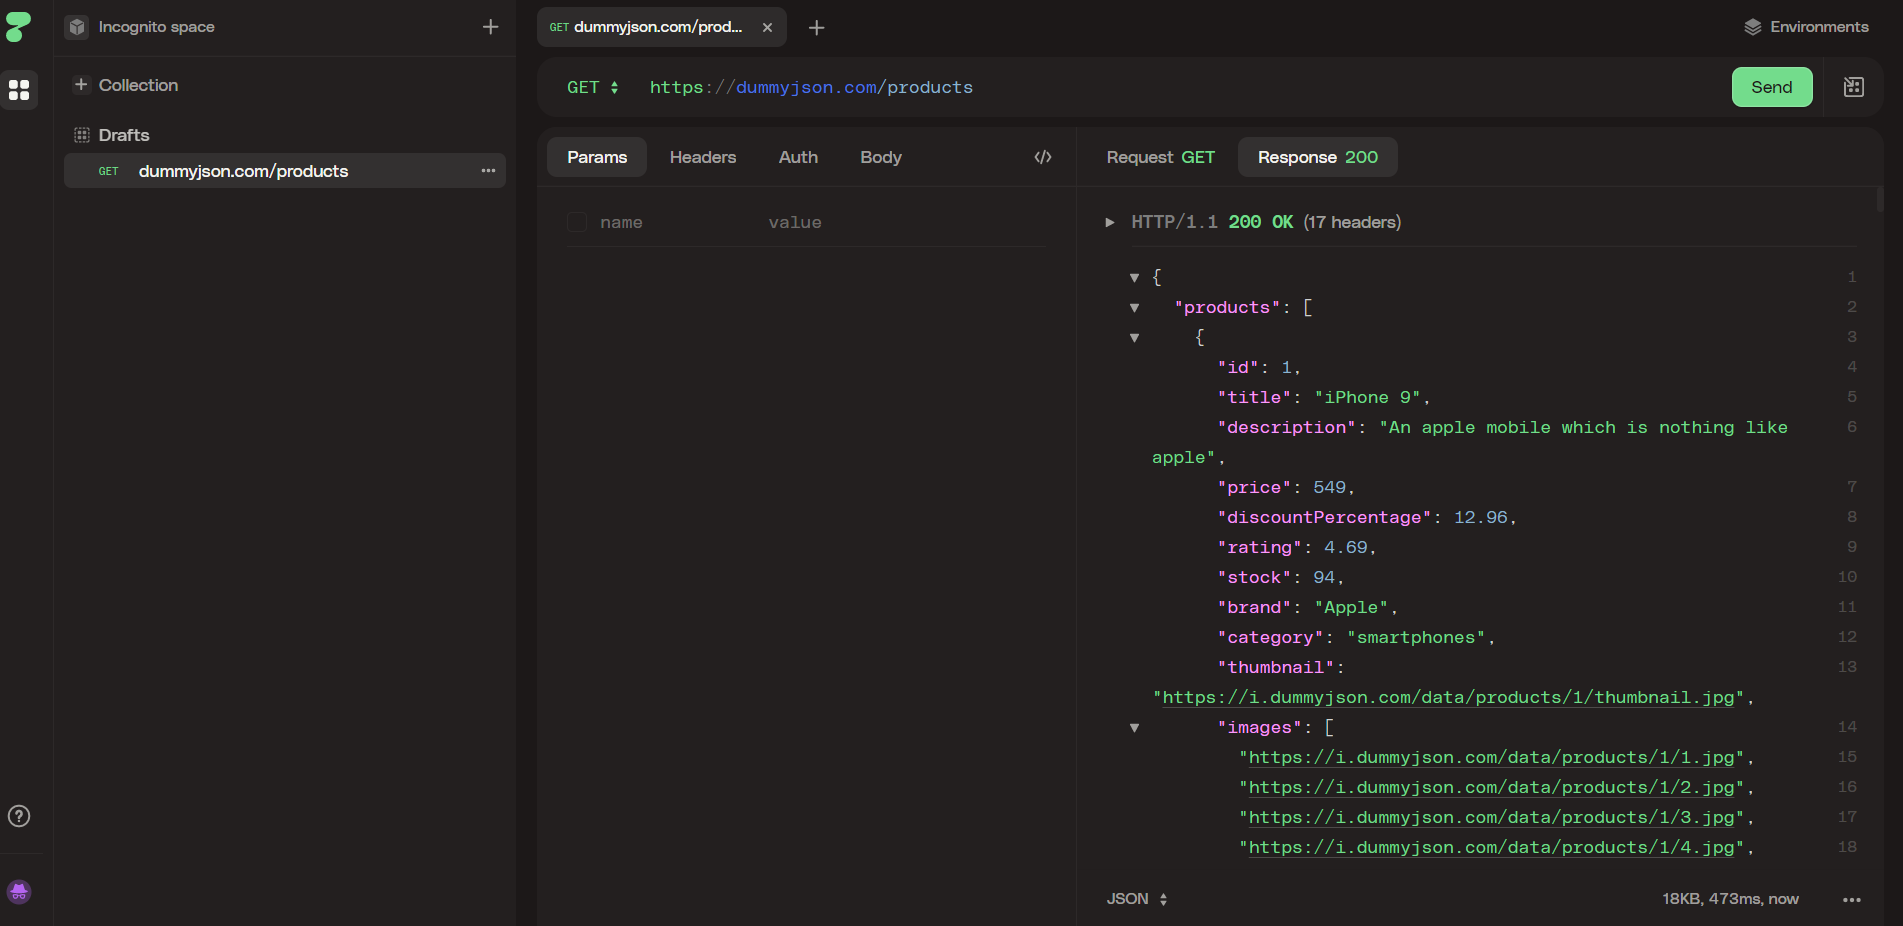 Incognito space
Collection
Drafts
GET dummyjson.com/products
GET dummyjson.com/prod...
Environments
GET https://dummyjson.com/products
Send
Params Headers Auth Body
name value
Request GET Response 200
HTTP/1.1 200 OK (17 headers)
{ 1
"products": [ 2
{ 3
"id": 1, 4
"title": "iPhone 9", 5
"description": "An apple mobile which is nothing like 6
apple",
"price": 549, 7
"discountPercentage": 12.96, 8
"rating": 4.69, 9
"stock": 94, 10
"brand": "Apple", 11
"category": "smartphones", 12
"thumbnail": 13
"https://i.dummyjson.com/data/products/1/thumbnail.jpg",
"images": [ 14
"https://i.dummyjson.com/data/products/1/1.jpg", 15
"https://i.dummyjson.com/data/products/1/2.jpg", 16
"https://i.dummyjson.com/data/products/1/3.jpg", 17
"https://i.dummyjson.com/data/products/1/4.jpg", 18
JSON
18KB, 473ms, now